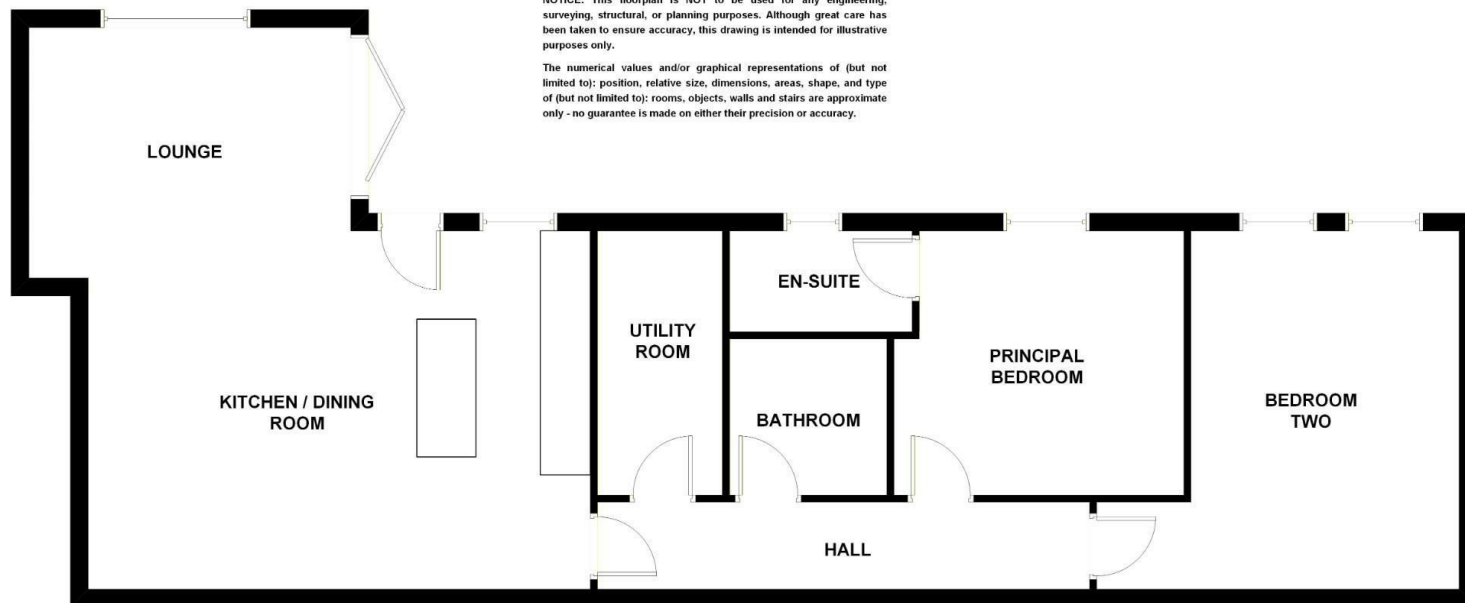 NOTICE: This floorplan is NOT to be used for any engineering,
surveying, structural, or planning purposes. Although great care has
been taken to ensure accuracy, this drawing is intended for illustrative
purposes only.
The numerical values and/or graphical representations of (but not
limited to): position, relative size, dimensions, areas, shape, and type
of (but not limited to): rooms, objects, walls and stairs are approximate
only - no guarantee is made on either their precision or accuracy.
LOUNGE
KITCHEN / DINING
ROOM
UTILITY
ROOM
EN-SUITE
BATHROOM
PRINCIPAL
BEDROOM
BEDROOM
TWO
HALL